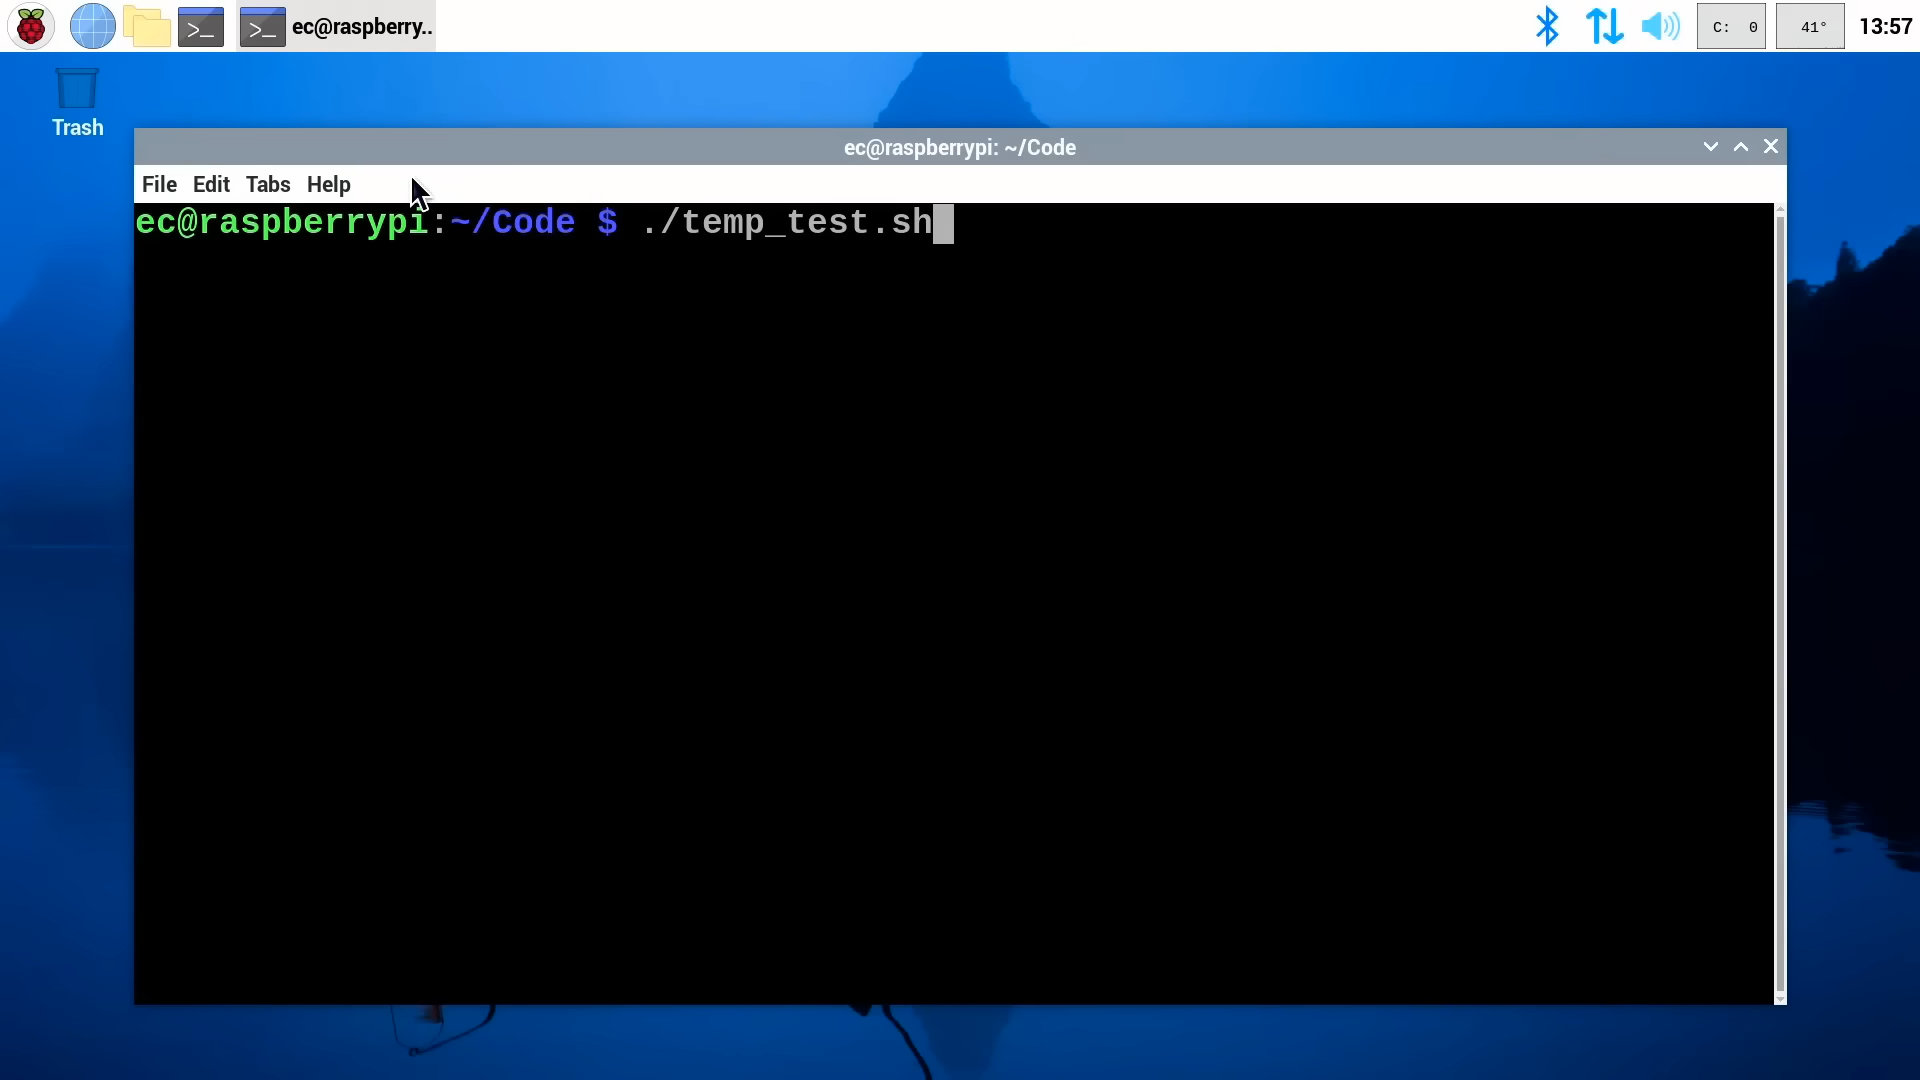 ec@raspberry..
C: 0
41°
13:57
Trash
ec@raspberrypi: ~/Code
File Edit Tabs Help
ec@raspberrypi:~/Code $ ./temp_test.sh